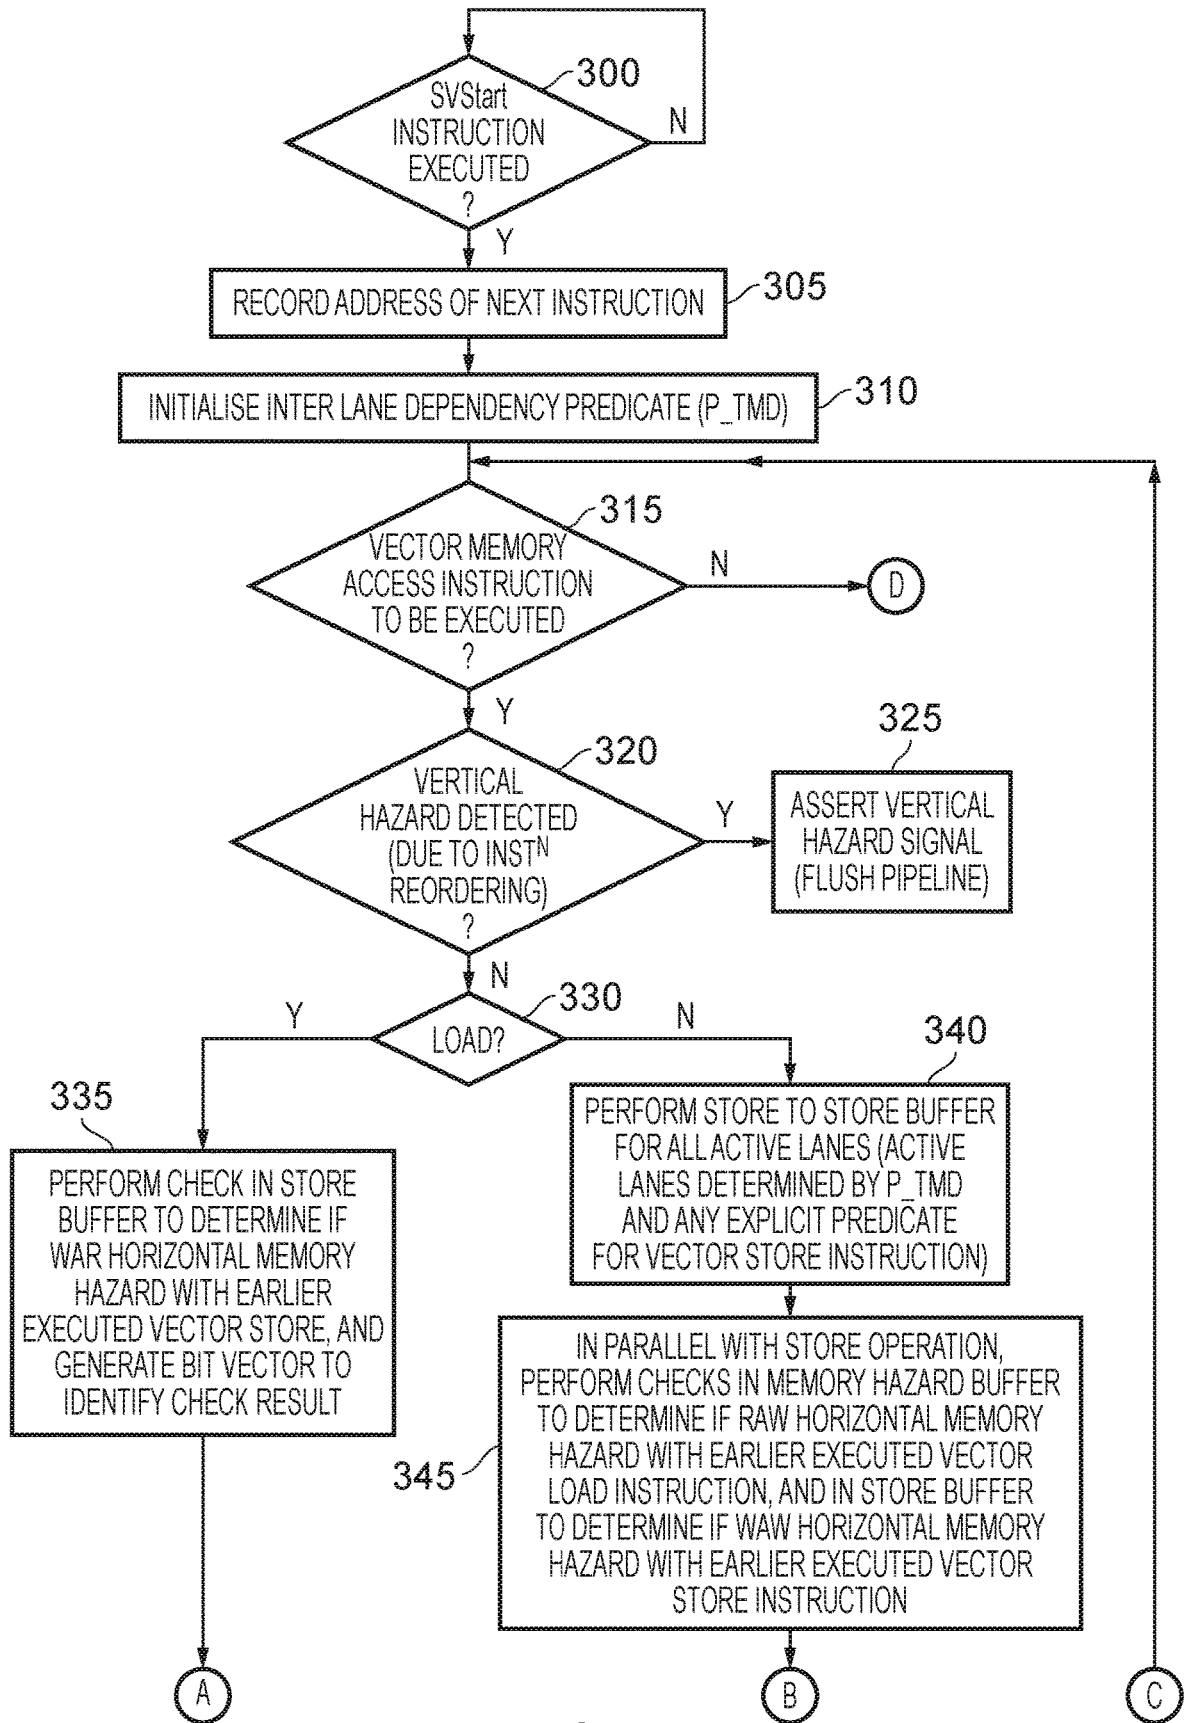 300
SVStart
INSTRUCTION
EXECUTED
?
N
Y
RECORD ADDRESS OF NEXT INSTRUCTION
305
INITIALISE INTER LANE DEPENDENCY PREDICATE (P_TMD)
310
315
VECTOR MEMORY
ACCESS INSTRUCTION
TO BE EXECUTED
?
N
D
Y
320
VERTICAL
HAZARD DETECTED
(DUE TO INSTᴺ
REORDERING)
?
Y
325
ASSERT VERTICAL
HAZARD SIGNAL
(FLUSH PIPELINE)
N
330
LOAD?
Y
N
335
PERFORM CHECK IN STORE
BUFFER TO DETERMINE IF
WAR HORIZONTAL MEMORY
HAZARD WITH EARLIER
EXECUTED VECTOR STORE, AND
GENERATE BIT VECTOR TO
IDENTIFY CHECK RESULT
340
PERFORM STORE TO STORE BUFFER
FOR ALL ACTIVE LANES (ACTIVE
LANES DETERMINED BY P_TMD
AND ANY EXPLICIT PREDICATE
FOR VECTOR STORE INSTRUCTION)
345
IN PARALLEL WITH STORE OPERATION,
PERFORM CHECKS IN MEMORY HAZARD BUFFER
TO DETERMINE IF RAW HORIZONTAL MEMORY
HAZARD WITH EARLIER EXECUTED VECTOR
LOAD INSTRUCTION, AND IN STORE BUFFER
TO DETERMINE IF WAW HORIZONTAL MEMORY
HAZARD WITH EARLIER EXECUTED VECTOR
STORE INSTRUCTION
A
B
C